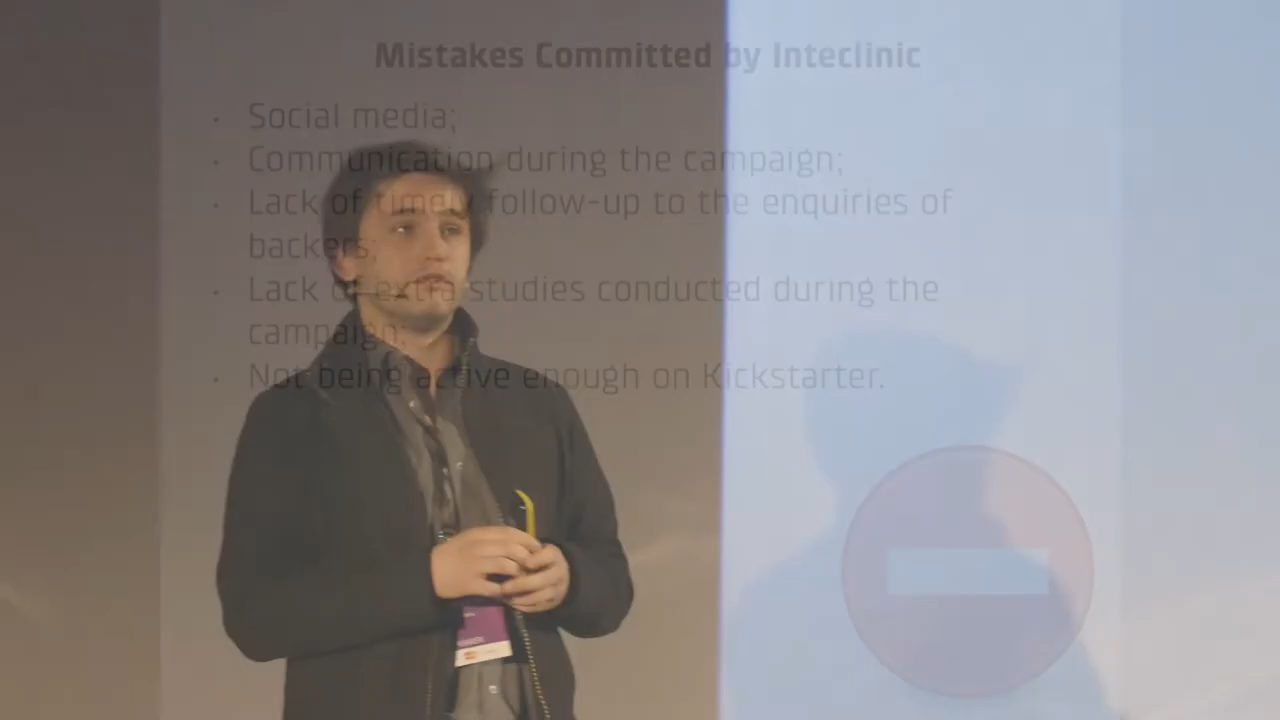 Mistakes Committed by Inteclinic
• Social media;
• Communication during the campaign;
• Lack of timely follow-up to the enquiries of
backers;
• Lack of extra studies conducted during the
campaign;
• Not being active enough on Kickstarter.